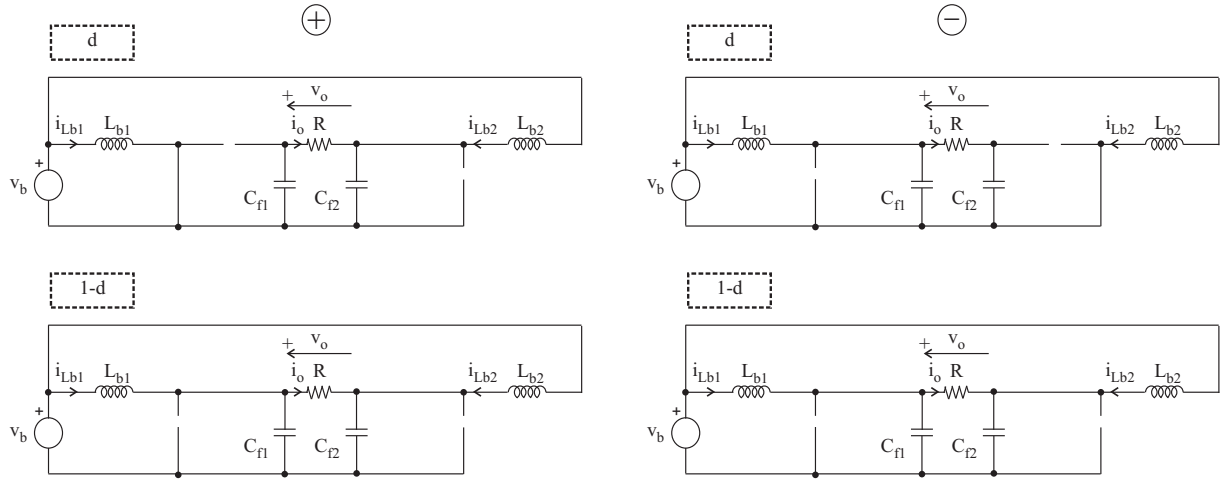 + −
d d
+ v_o + v_o
i_Lb1 L_b1 i_o R i_Lb2 L_b2 i_Lb1 L_b1 i_o R i_Lb2 L_b2
+ +
v_b C_f1 C_f2 v_b C_f1 C_f2
1-d 1-d
+ v_o + v_o
i_Lb1 L_b1 i_o R i_Lb2 L_b2 i_Lb1 L_b1 i_o R i_Lb2 L_b2
+ +
v_b C_f1 C_f2 v_b C_f1 C_f2